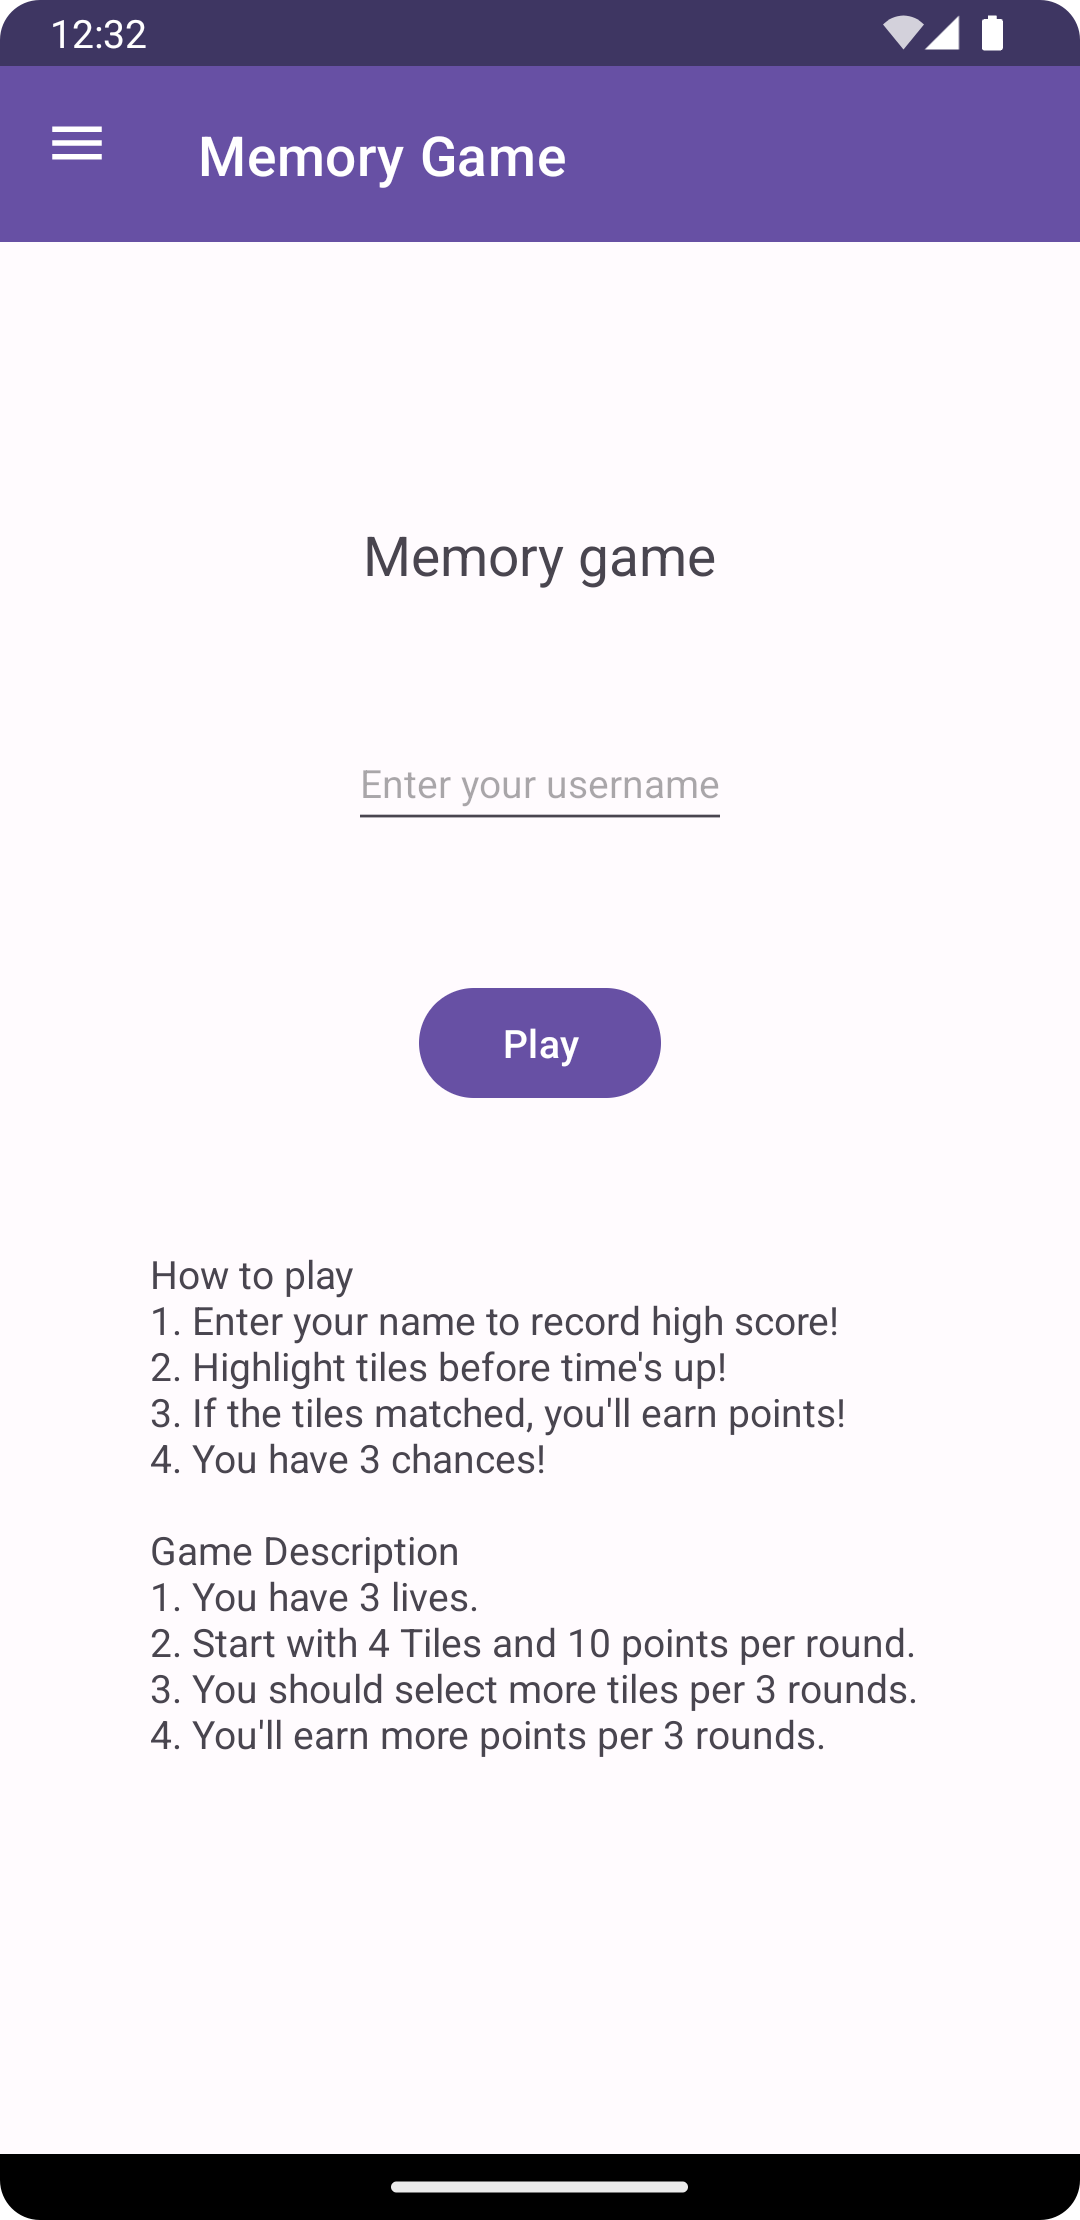 12:32
Memory Game
Memory game
Enter your username
Play
How to play
1. Enter your name to record high score!
2. Highlight tiles before time's up!
3. If the tiles matched, you'll earn points!
4. You have 3 chances!
Game Description
1. You have 3 lives.
2. Start with 4 Tiles and 10 points per round.
3. You should select more tiles per 3 rounds.
4. You'll earn more points per 3 rounds.